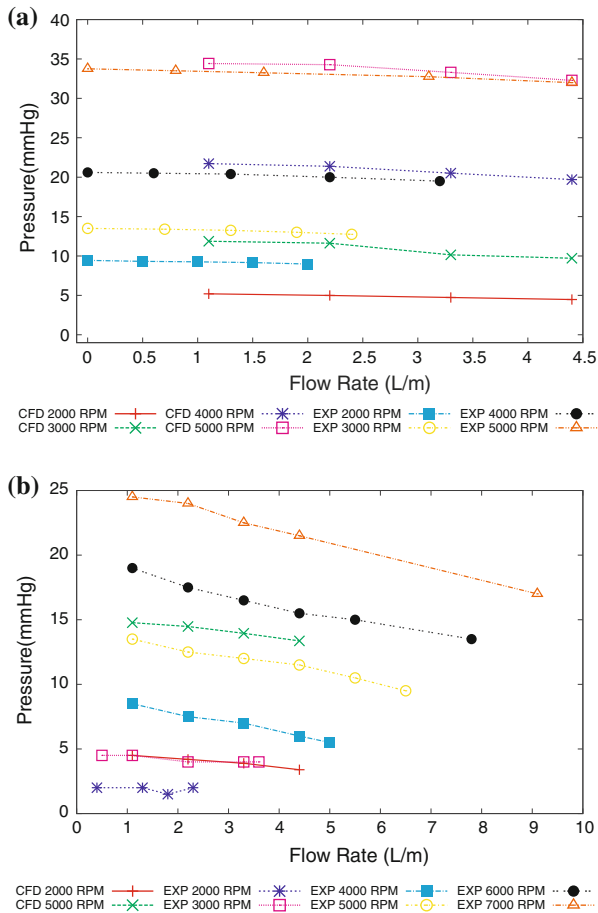 (a)
40
35
30
25
20
15
10
5
0
Pressure(mmHg)
0 0.5 1 1.5 2 2.5 3 3.5 4 4.5
Flow Rate (L/m)
CFD 2000 RPM CFD 4000 RPM EXP 2000 RPM EXP 4000 RPM
CFD 3000 RPM CFD 5000 RPM EXP 3000 RPM EXP 5000 RPM
(b)
25
20
15
10
5
0
Pressure(mmHg)
0 1 2 3 4 5 6 7 8 9 10
Flow Rate (L/m)
CFD 2000 RPM EXP 2000 RPM EXP 4000 RPM EXP 6000 RPM
CFD 5000 RPM EXP 3000 RPM EXP 5000 RPM EXP 7000 RPM